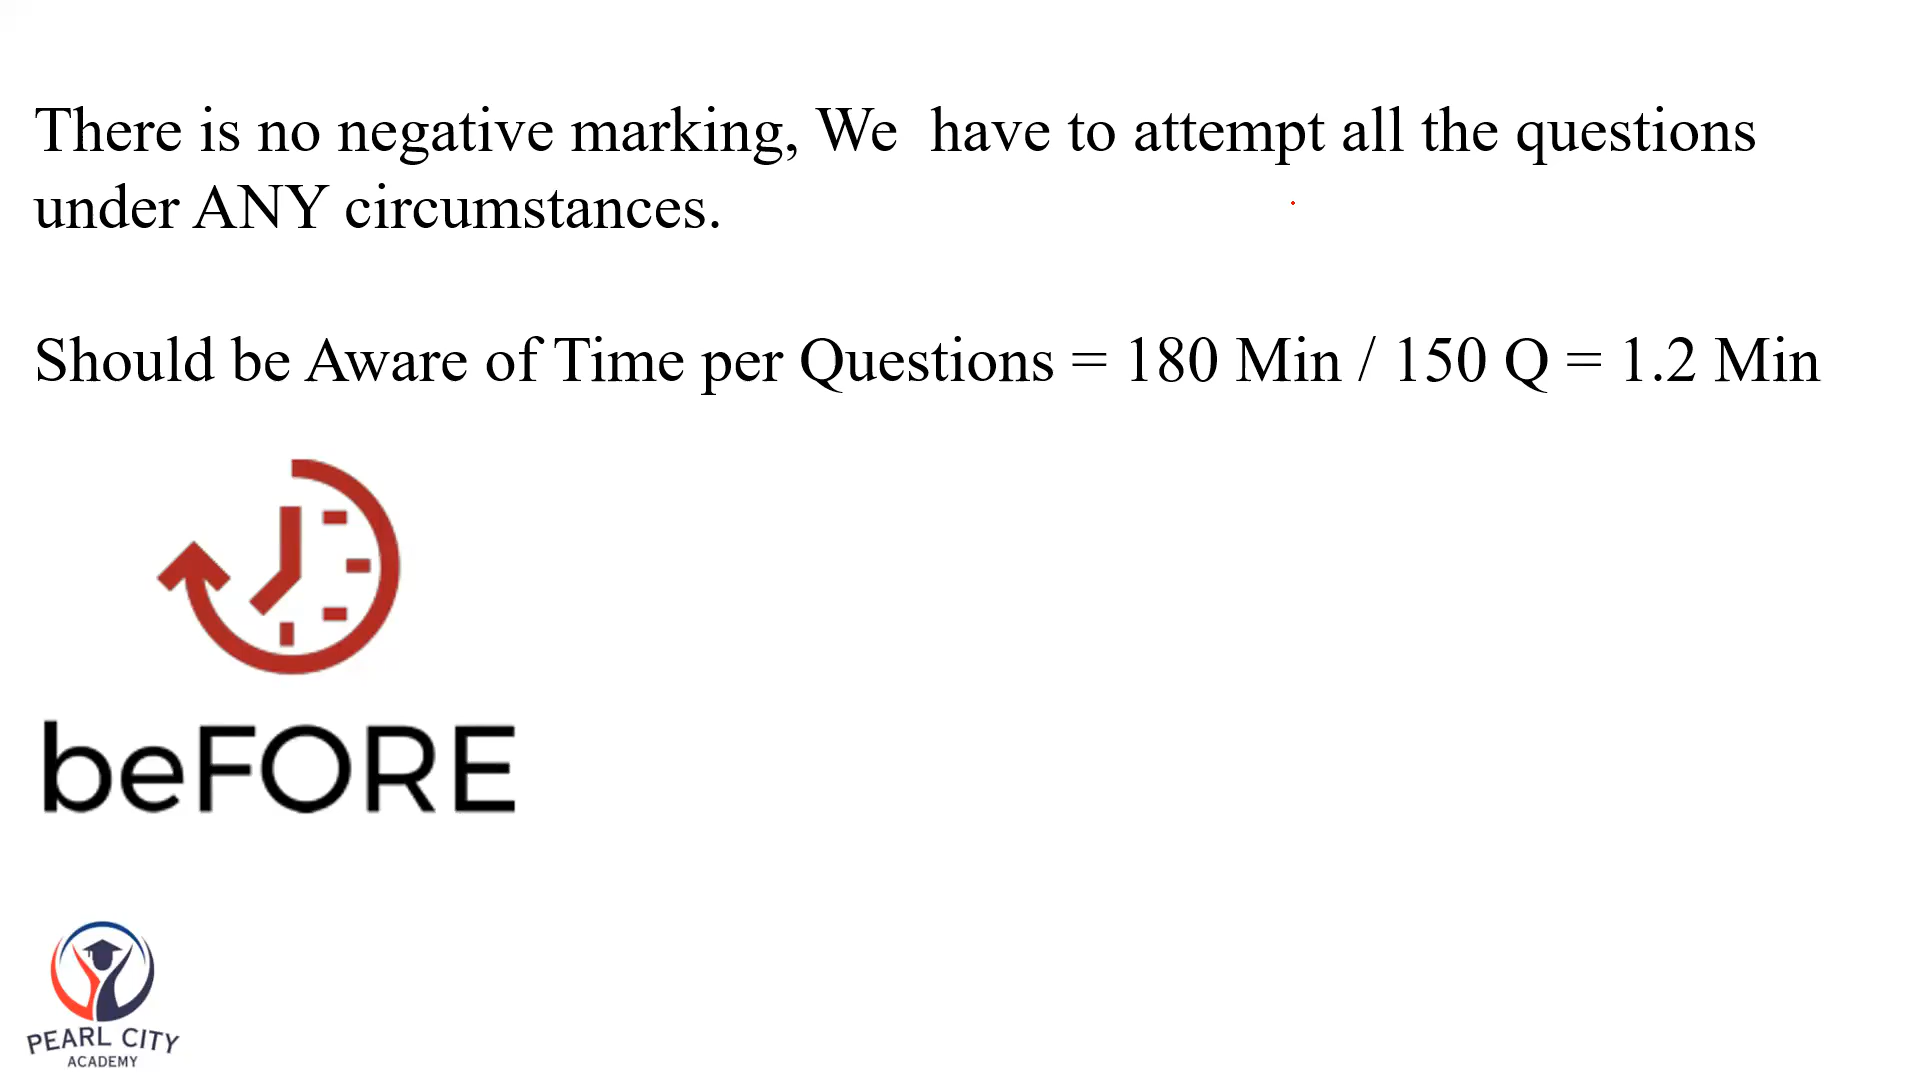 There is no negative marking, We  have to attempt all the questions
under ANY circumstances.
Should be Aware of Time per Questions = 180 Min / 150 Q = 1.2 Min
beFORE
PEARL CITY
ACADEMY